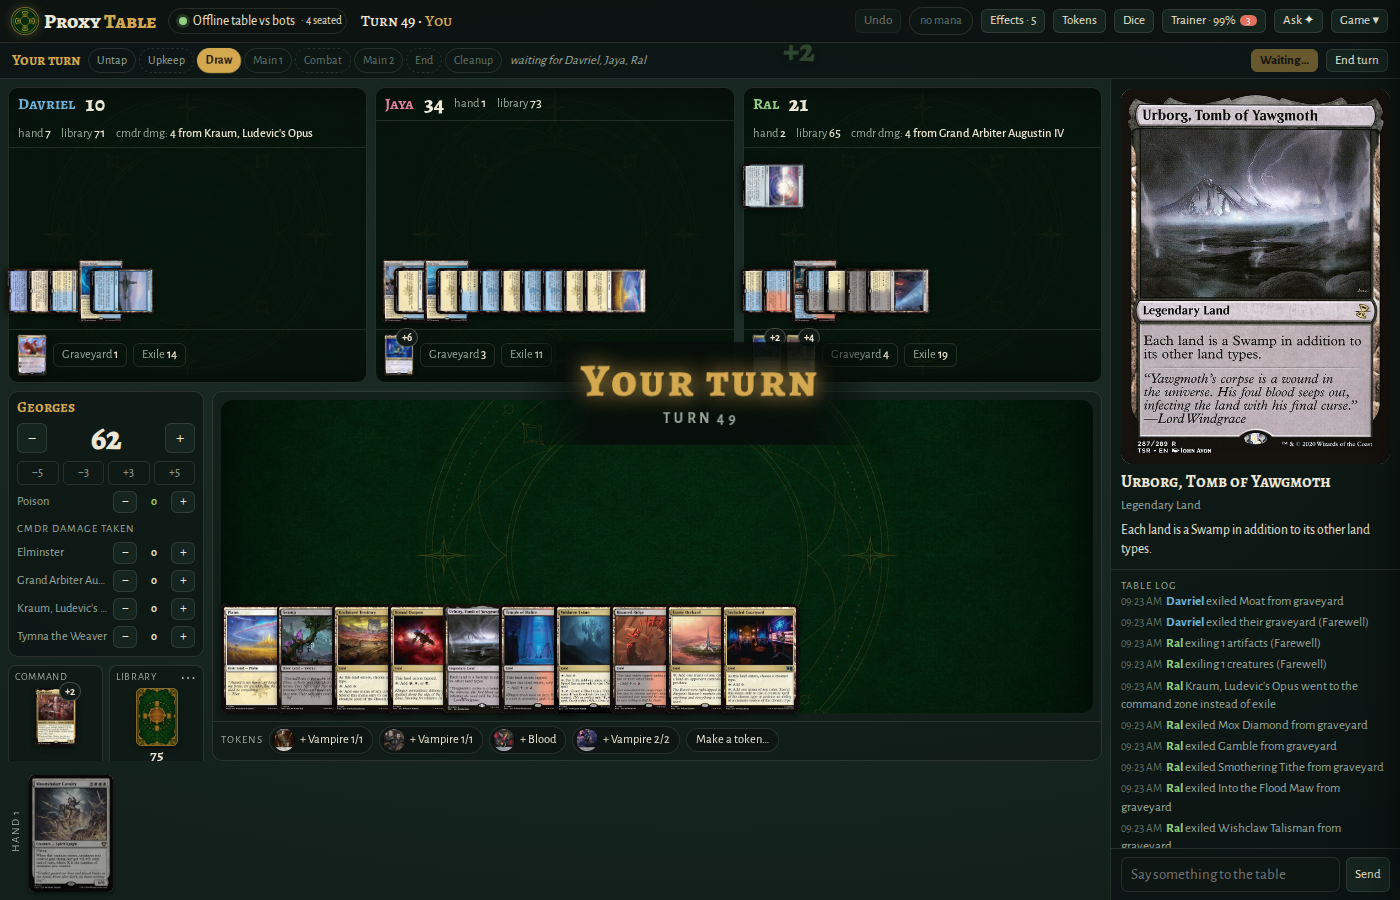 Proxy Table
Offline table vs bots · 4 seated
Turn 49 · You
Undo
no mana
Effects · 5
Tokens
Dice
Trainer · 99% 3
Ask ✦
Game ▾
Your turn
Untap
Upkeep
Draw
Main 1
Combat
Main 2
End
Cleanup
waiting for Davriel, Jaya, Ral
+2
Waiting…
End turn
Davriel 10
hand 7 library 71 cmdr dmg: 4 from Kraum, Ludevic's Opus
Graveyard 1
Exile 14
Jaya 34 hand 1 library 73
+6
Graveyard 3
Exile 11
Ral 21
hand 2 library 65 cmdr dmg: 4 from Grand Arbiter Augustin IV
+2
+4
Graveyard 4
Exile 19
Your turn
Turn 49
Georges
− 62 +
−5 −3 +3 +5
Poison − 0 +
CMDR DAMAGE TAKEN
Elminster − 0 +
Grand Arbiter Au… − 0 +
Kraum, Ludevic's … − 0 +
Tymna the Weaver − 0 +
COMMAND
+2
LIBRARY ···
75
TOKENS
+ Vampire 1/1
+ Vampire 1/1
+ Blood
+ Vampire 2/2
Make a token…
HAND 1
Urborg, Tomb of Yawgmoth
Legendary Land
Each land is a Swamp in addition to
its other land types.
"Yawgmoth's corpse is a wound in
the universe. His foul blood seeps out,
infecting the land with his final curse."
—Lord Windgrace
287/289 R
TSR • EN John Avon
™ & © 2020 Wizards of the Coast
Urborg, Tomb of Yawgmoth
Legendary Land
Each land is a Swamp in addition to its other land
types.
TABLE LOG
09:23 AM Davriel exiled Moat from graveyard
09:23 AM Davriel exiled their graveyard (Farewell)
09:23 AM Ral exiling 1 artifacts (Farewell)
09:23 AM Ral exiling 1 creatures (Farewell)
09:23 AM Ral Kraum, Ludevic's Opus went to the
command zone instead of exile
09:23 AM Ral exiled Mox Diamond from graveyard
09:23 AM Ral exiled Gamble from graveyard
09:23 AM Ral exiled Smothering Tithe from graveyard
09:23 AM Ral exiled Into the Flood Maw from
graveyard
09:23 AM Ral exiled Wishclaw Talisman from
graveyard
Say something to the table
Send